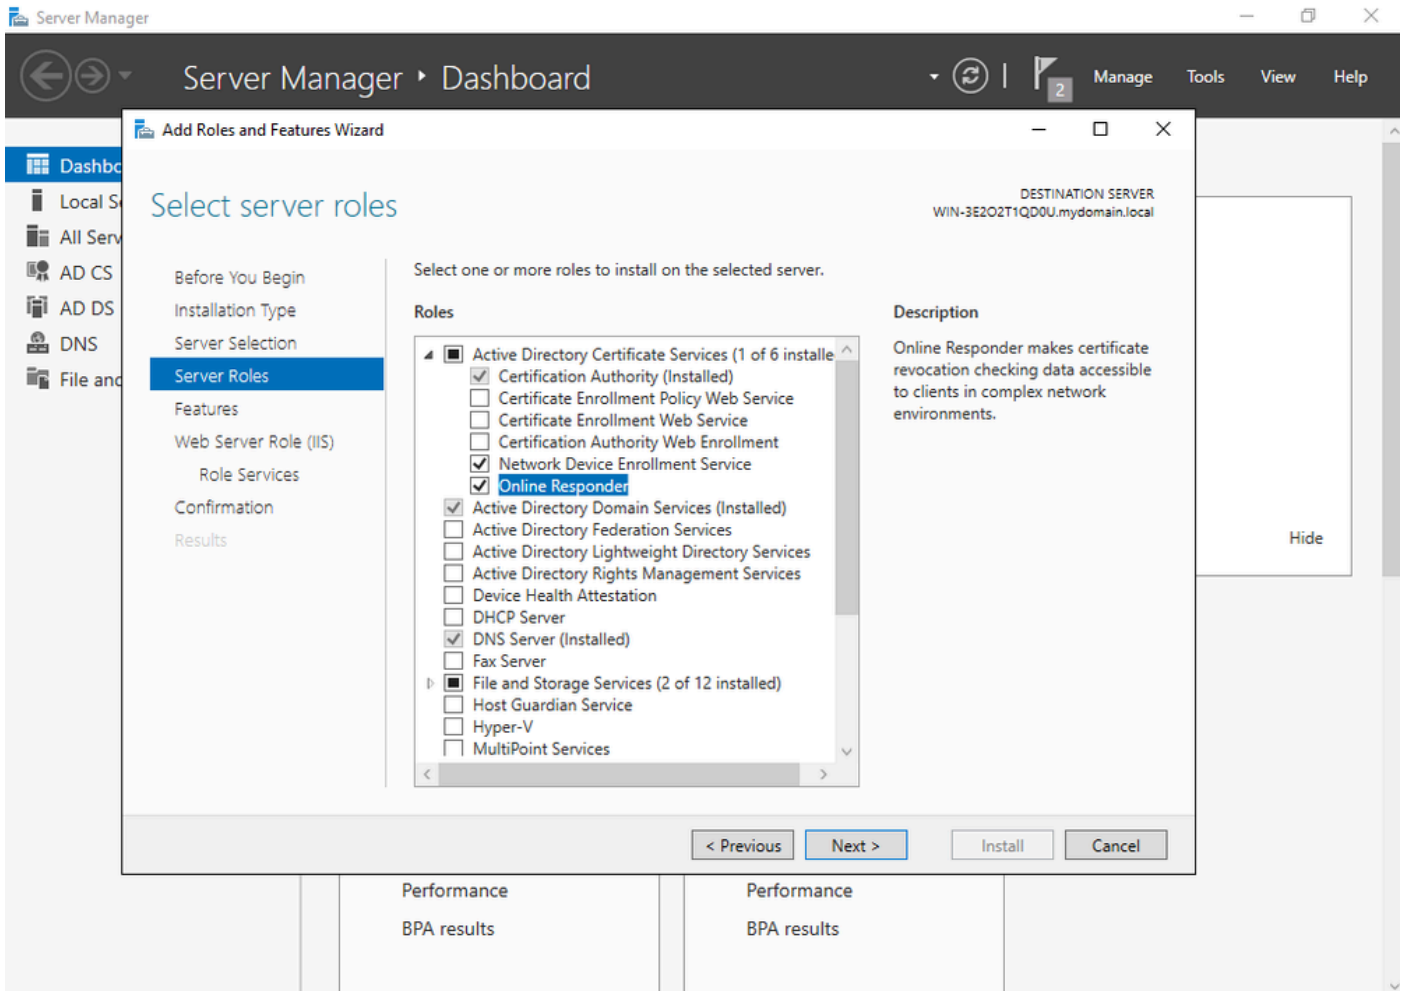 Server Manager
Server Manager ‣ Dashboard
2
Manage
Tools
View
Help
Add Roles and Features Wizard
Dashbo
Local Se
All Serv
AD CS
AD DS
DNS
File and
Select server roles
DESTINATION SERVER
WIN-3E2O2T1QD0U.mydomain.local
Before You Begin
Installation Type
Server Selection
Server Roles
Features
Web Server Role (IIS)
Role Services
Confirmation
Results
Select one or more roles to install on the selected server.
Roles
Active Directory Certificate Services (1 of 6 installe
Certification Authority (Installed)
Certificate Enrollment Policy Web Service
Certificate Enrollment Web Service
Certification Authority Web Enrollment
Network Device Enrollment Service
Online Responder
Active Directory Domain Services (Installed)
Active Directory Federation Services
Active Directory Lightweight Directory Services
Active Directory Rights Management Services
Device Health Attestation
DHCP Server
DNS Server (Installed)
Fax Server
File and Storage Services (2 of 12 installed)
Host Guardian Service
Hyper-V
MultiPoint Services
Description
Online Responder makes certificate
revocation checking data accessible
to clients in complex network
environments.
Hide
< Previous
Next >
Install
Cancel
Performance
BPA results
Performance
BPA results